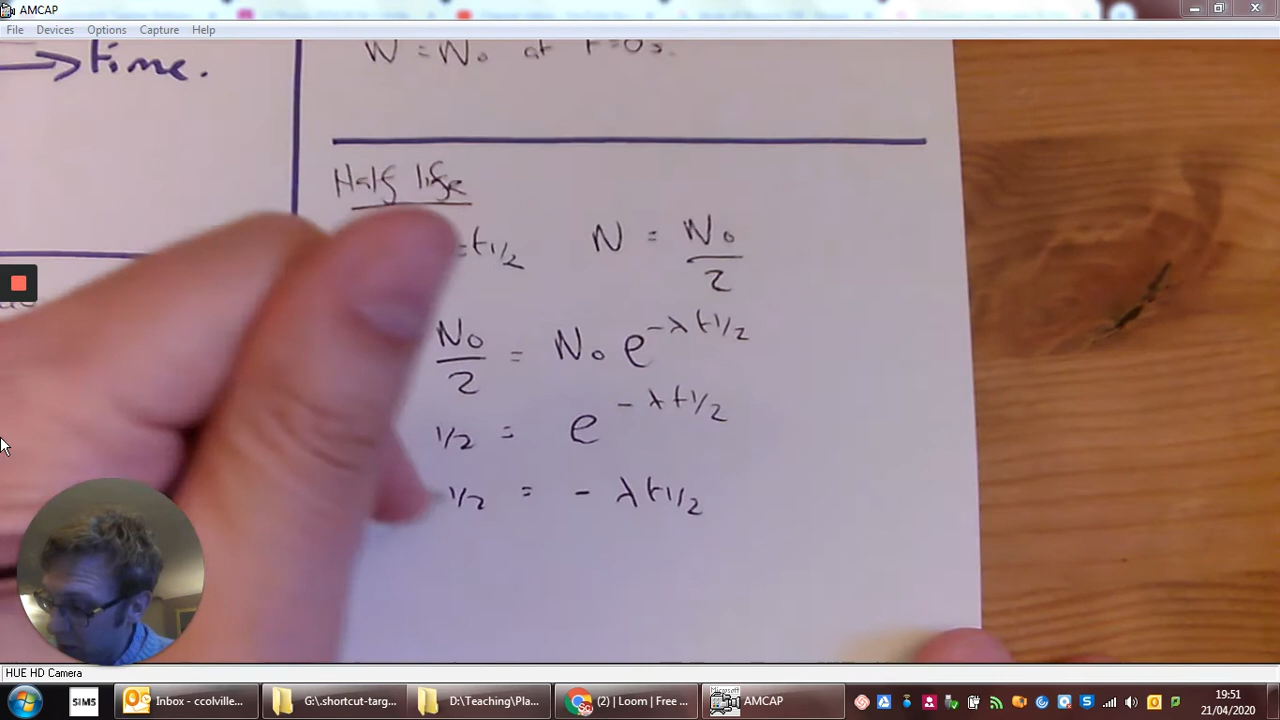 AMCAP
File Devices Options Capture Help
→ time.
N = N₀ at t=0s.
Half life
=t1/2 N = N₀/2
N₀/2 = N₀ e^-λt1/2
1/2 = e^-λt1/2
1/2 = - λt1/2
HUE HD Camera
SIMS
Inbox - ccolville...
G:\.shortcut-targ...
D:\Teaching\Pla...
(2) | Loom | Free ...
Microsoft
AMCAP
19:51
21/04/2020